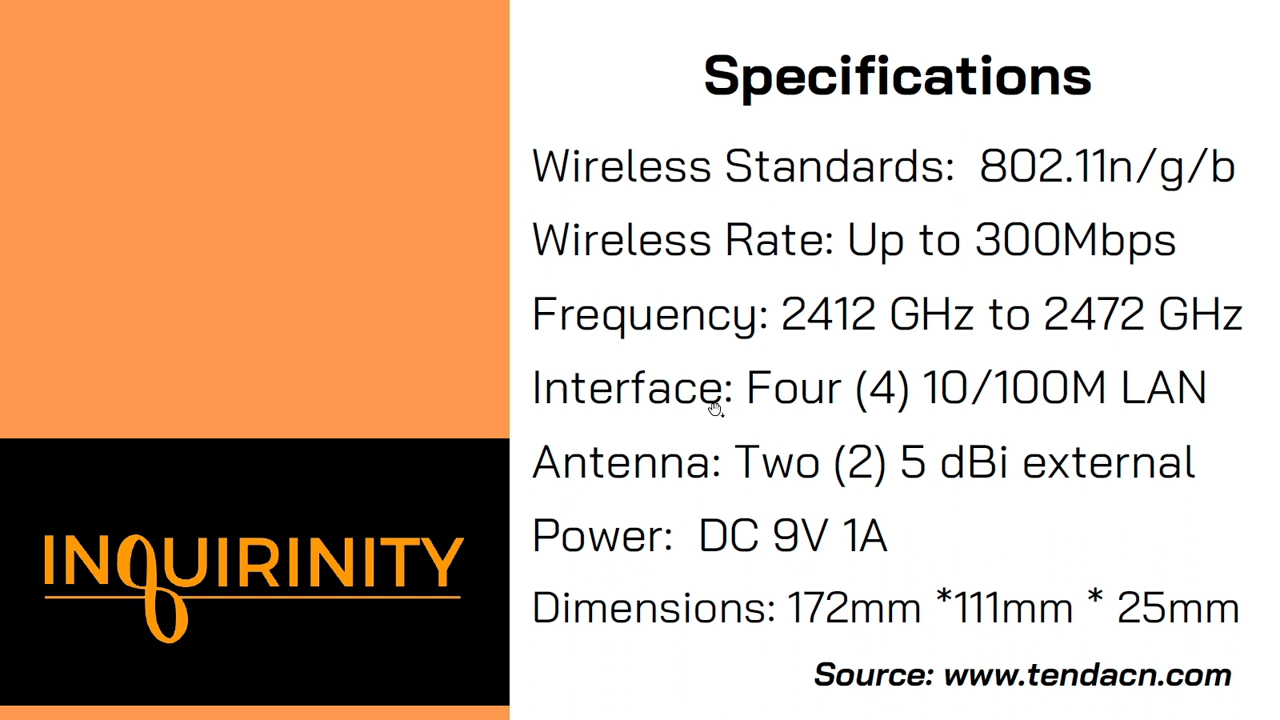 Specifications
Wireless Standards:  802.11n/g/b
Wireless Rate: Up to 300Mbps
Frequency: 2412 GHz to 2472 GHz
Interface: Four (4) 10/100M LAN
Antenna: Two (2) 5 dBi external
Power:  DC 9V 1A
Dimensions: 172mm *111mm * 25mm
Source: www.tendacn.com
INQUIRINITY